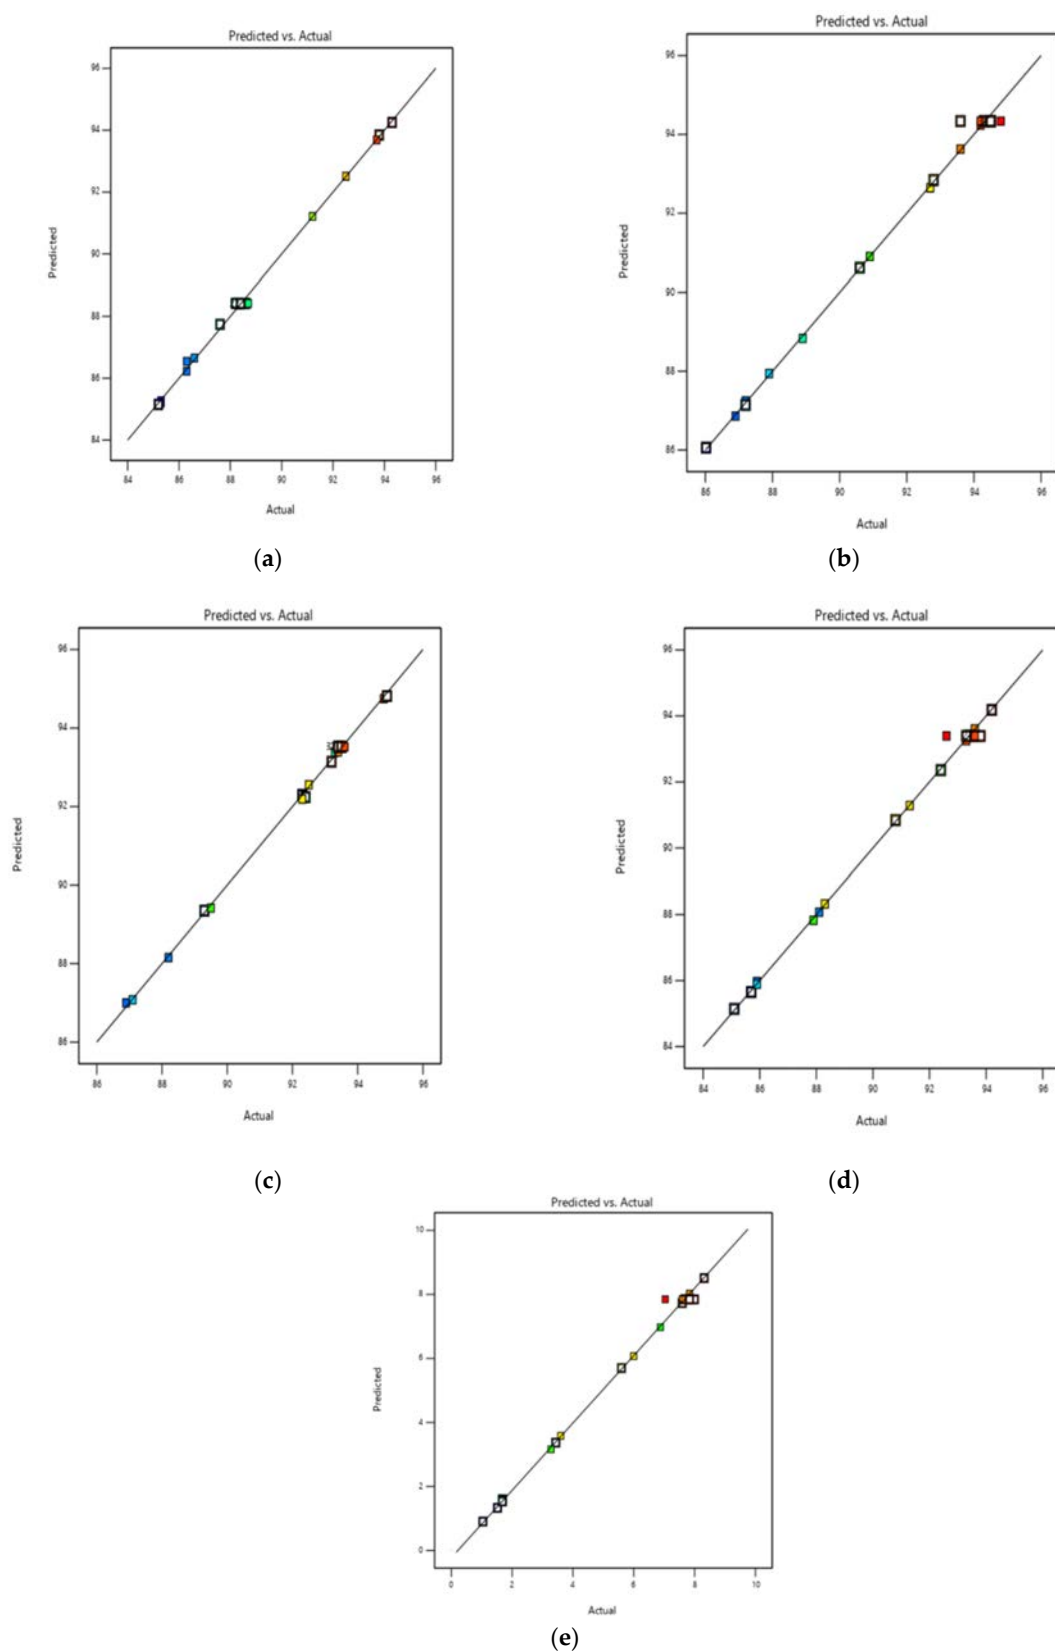 Predicted vs. Actual
Predicted vs. Actual
96
94
92
90
88
86
84
Predicted
84 86 88 90 92 94 96
Actual
96
94
92
90
88
86
Predicted
86 88 90 92 94 96
Actual
(a)
(b)
Predicted vs. Actual
Predicted vs. Actual
96
94
92
90
88
86
Predicted
86 88 90 92 94 96
Actual
96
94
92
90
88
86
84
Predicted
84 86 88 90 92 94 96
Actual
(c)
(d)
Predicted vs. Actual
10
8
6
4
2
0
Predicted
0 2 4 6 8 10
Actual
(e)